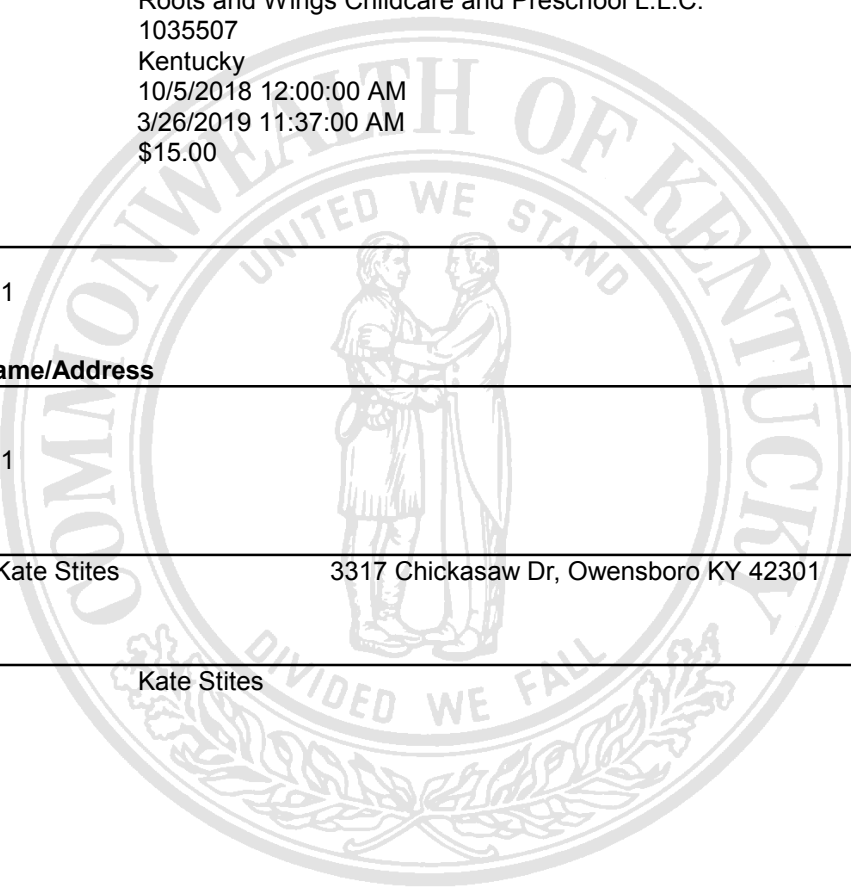 Roots and Wings Childcare and Preschool L.L.C.
1035507
Kentucky
10/5/2018 12:00:00 AM
3/26/2019 11:37:00 AM
$15.00
1
ame/Address
1
Kate Stites 3317 Chickasaw Dr, Owensboro KY 42301
Kate Stites
COMMONWEALTH OF KENTUCKY
UNITED WE STAND
DIVIDED WE FALL